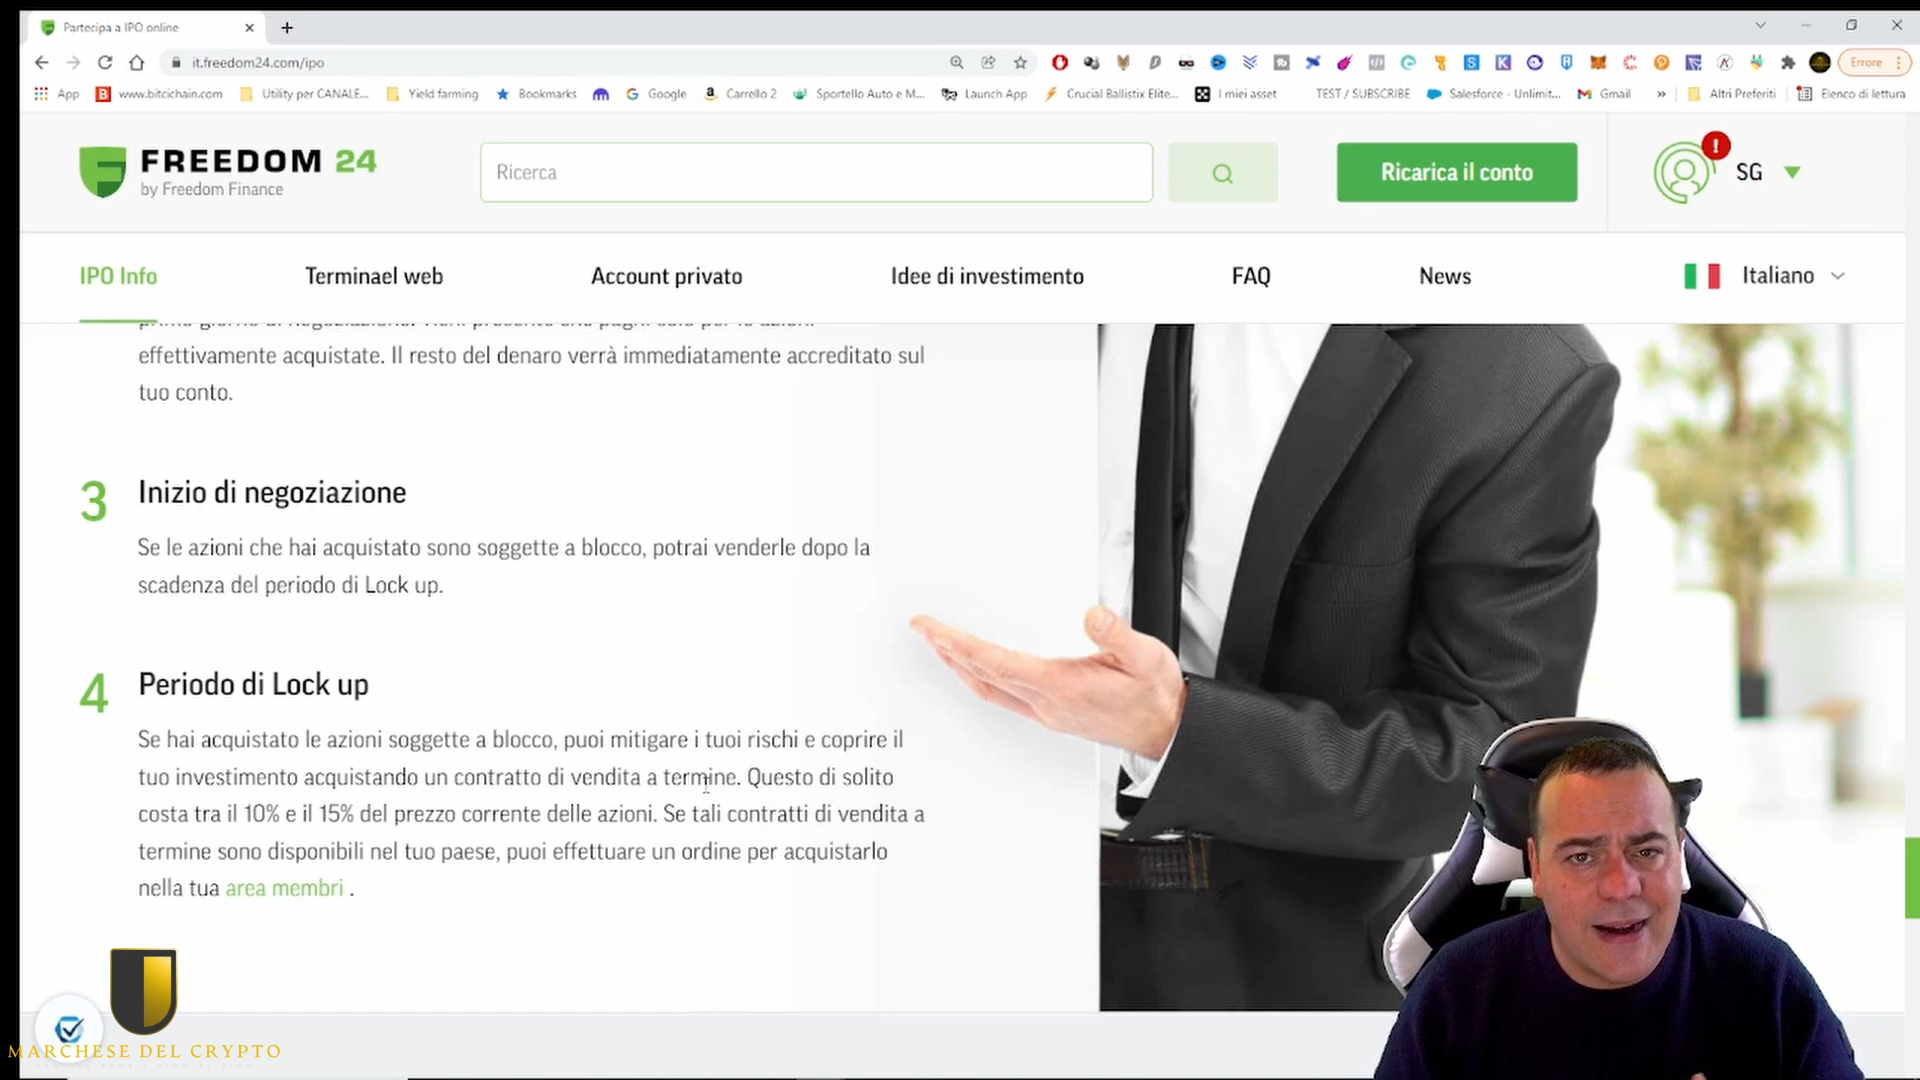 Partecipa a IPO online
it.freedom24.com/ipo
Errore
App
www.bitcichain.com
Utility per CANALE...
Yield farming
Bookmarks
Google
Carrello 2
Sportello Auto e M...
Launch App
Crucial Ballistix Elite...
I miei asset
TEST / SUBSCRIBE
Salesforce - Unlimit...
Gmail
»
Altri Preferiti
Elenco di lettura
FREEDOM 24
by Freedom Finance
Ricerca
Ricarica il conto
!
SG
IPO Info
Terminael web
Account privato
Idee di investimento
FAQ
News
Italiano
effettivamente acquistate. Il resto del denaro verrà immediatamente accreditato sul
tuo conto.
3
Inizio di negoziazione
Se le azioni che hai acquistato sono soggette a blocco, potrai venderle dopo la
scadenza del periodo di Lock up.
4
Periodo di Lock up
Se hai acquistato le azioni soggette a blocco, puoi mitigare i tuoi rischi e coprire il
tuo investimento acquistando un contratto di vendita a termine. Questo di solito
costa tra il 10% e il 15% del prezzo corrente delle azioni. Se tali contratti di vendita a
termine sono disponibili nel tuo paese, puoi effettuare un ordine per acquistarlo
nella tua area membri .
MARCHESE DEL CRYPTO